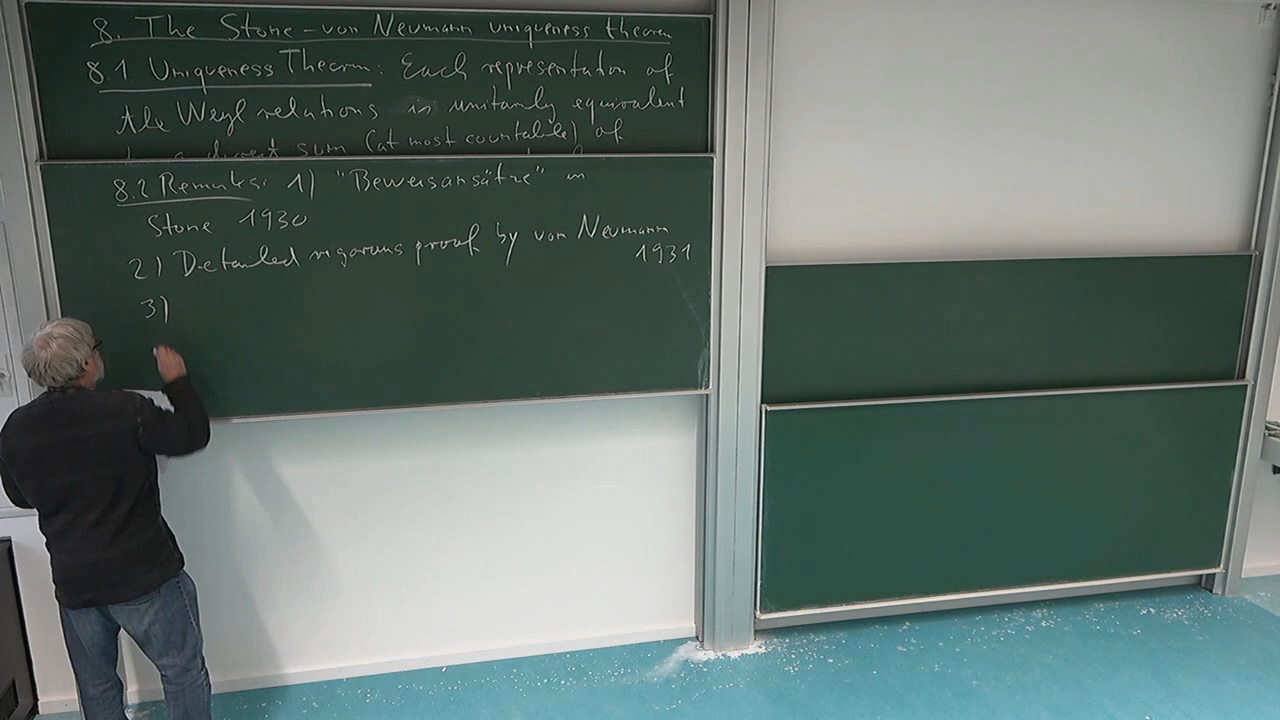 8. The Stone-von Neumann uniqueness theorem
8.1 Uniqueness Theorem: Each representation of
the Weyl relations is unitarily equivalent
to a direct sum (at most countable) of
8.2 Remarks: 1) "Beweisansätze" in
Stone 1930
2) Detailed rigorous proof by von Neumann
1931
3)